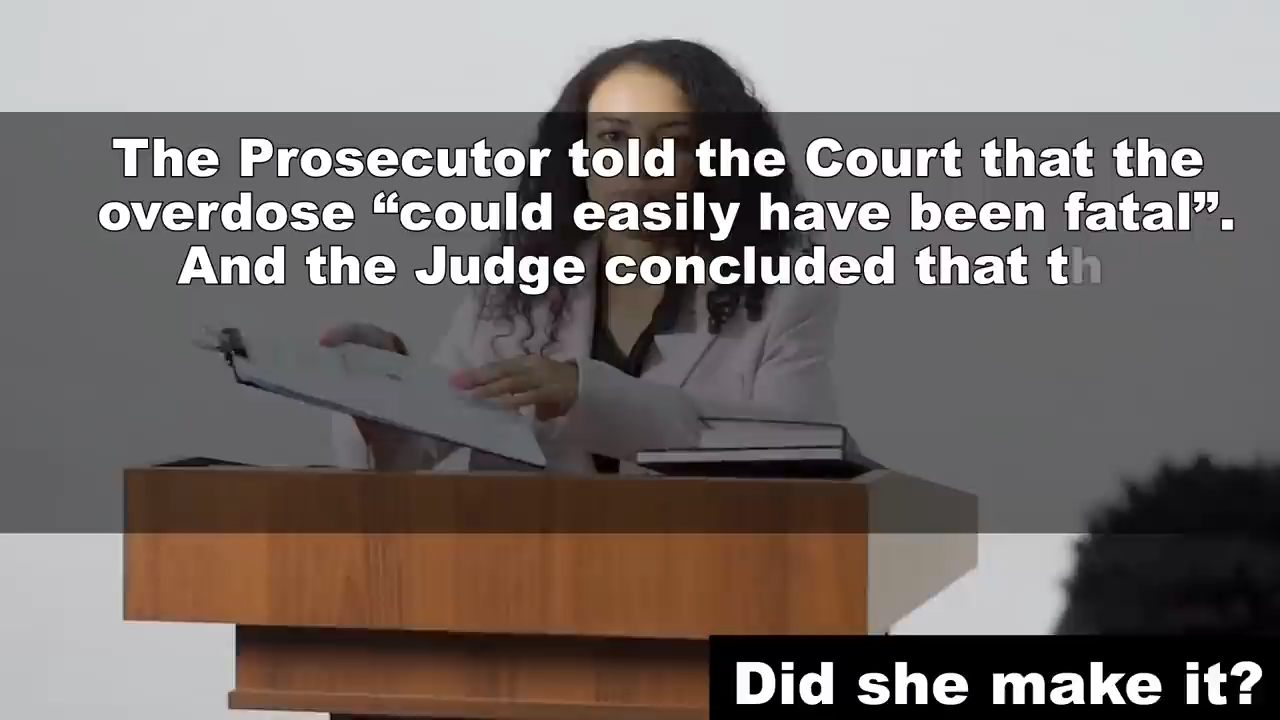 The Prosecutor told the Court that the
overdose “could easily have been fatal”.
And the Judge concluded that th
Did she make it?